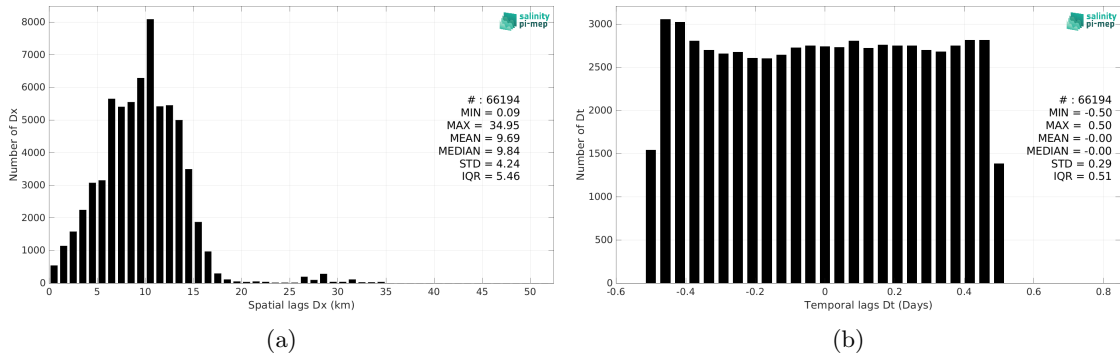 8000
7000
6000
5000
4000
3000
2000
1000
0
Number of Dx
0 5 10 15 20 25 30 35 40 45 50
Spatial lags Dx (km)
salinity
pi-mep
# : 66194
MIN = 0.09
MAX = 34.95
MEAN = 9.69
MEDIAN = 9.84
STD = 4.24
IQR = 5.46
(a)
3000
2500
2000
1500
1000
500
0
Number of Dt
-0.6 -0.4 -0.2 0 0.2 0.4 0.6 0.8
Temporal lags Dt (Days)
salinity
pi-mep
# : 66194
MIN = -0.50
MAX = 0.50
MEAN = -0.00
MEDIAN = -0.00
STD = 0.29
IQR = 0.51
(b)